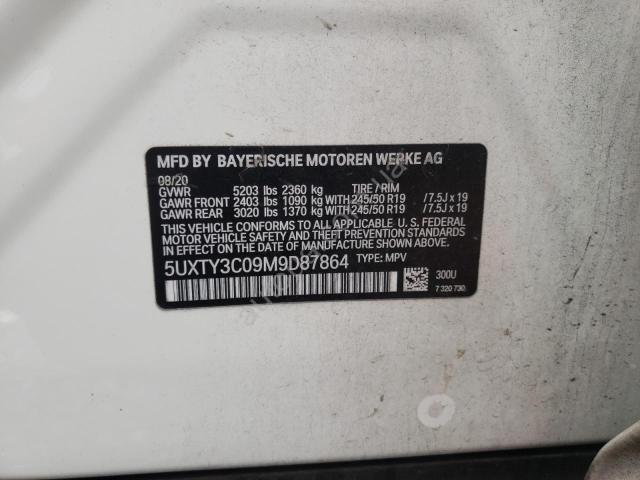 MFD BY BAYERISCHE MOTOREN WERKE AG
08/20
GVWR 5203 lbs 2360 kg TIRE / RIM
GAWR FRONT 2403 lbs 1090 kg WITH 245/50 R19 /7.5J x 19
GAWR REAR 3020 lbs 1370 kg WITH 245/50 R19 /7.5J x 19
THIS VEHICLE CONFORMS TO ALL APPLICABLE U.S. FEDERAL
MOTOR VEHICLE SAFETY, BUMPER, AND THEFT PREVENTION
STANDARDS IN EFFECT ON THE DATE OF MANUFACTURE
SHOWN ABOVE.
5UXTY3C09M9D87864 TYPE: MPV
300U
7 320 730